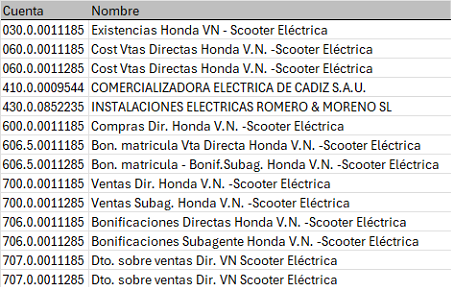 Cuenta Nombre
030.0.0011185 Existencias Honda VN - Scooter Eléctrica
060.0.0011185 Cost Vtas Directas Honda V.N. -Scooter Eléctrica
060.0.0011285 Cost Vtas Directas Honda V.N. -Scooter Eléctrica
410.0.0009544 COMERCIALIZADORA ELECTRICA DE CADIZ S.A.U.
430.0.0852235 INSTALACIONES ELECTRICAS ROMERO & MORENO SL
600.0.0011185 Compras Dir. Honda V.N. -Scooter Eléctrica
606.5.0011185 Bon. matricula Vta Directa Honda V.N. -Scooter Eléctrica
606.5.0011285 Bon. matricula - Bonif.Subag. Honda V.N. -Scooter Eléctrica
700.0.0011185 Ventas Dir. Honda V.N. -Scooter Eléctrica
700.0.0011285 Ventas Subag. Honda V.N. -Scooter Eléctrica
706.0.0011185 Bonificaciones Directas Honda V.N. -Scooter Eléctrica
706.0.0011285 Bonificaciones Subagente Honda V.N. -Scooter Eléctrica
707.0.0011185 Dto. sobre ventas Dir. VN Scooter Eléctrica
707.0.0011285 Dto. sobre ventas Dir. VN Scooter Eléctrica